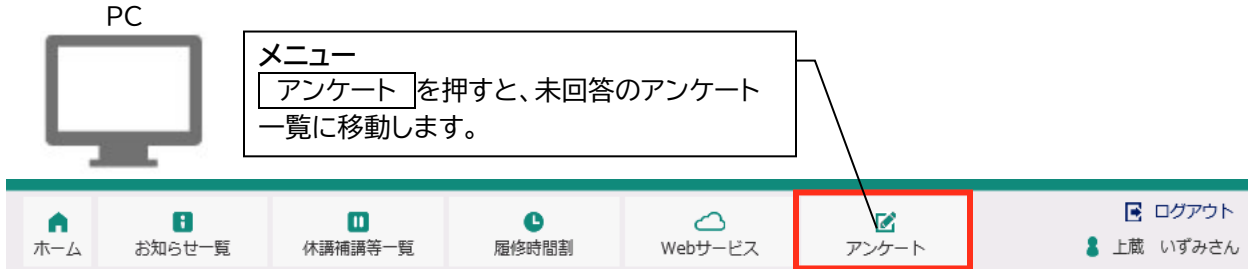 PC
メニュー
アンケート を押すと、未回答のアンケート
一覧に移動します。
ログアウト
ホーム お知らせ一覧 休講補講等一覧 履修時間割 Webサービス アンケート 上蔵 いずみさん